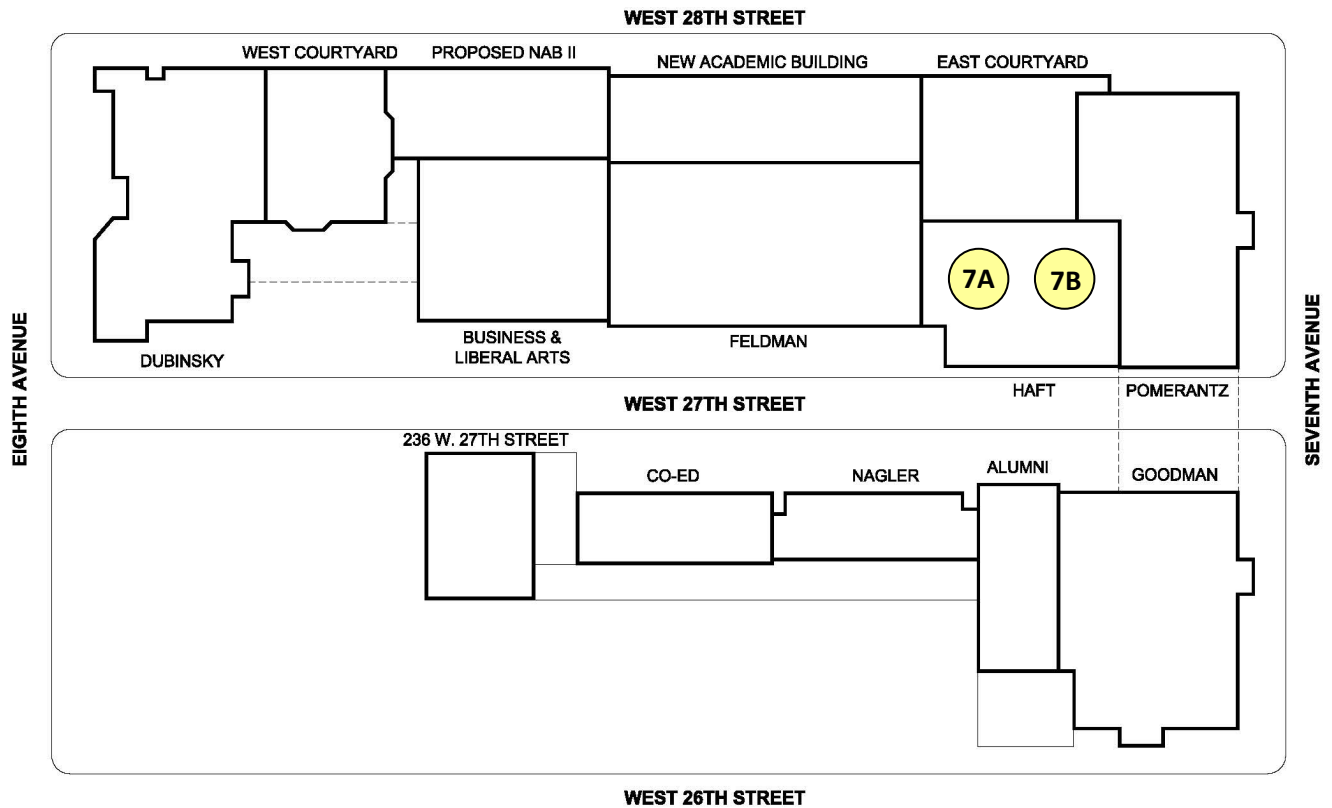 WEST 28TH STREET
WEST COURTYARD
PROPOSED NAB II
NEW ACADEMIC BUILDING
EAST COURTYARD
7A
7B
EIGHTH AVENUE
SEVENTH AVENUE
DUBINSKY
BUSINESS &
LIBERAL ARTS
FELDMAN
HAFT
POMERANTZ
WEST 27TH STREET
236 W. 27TH STREET
CO-ED
NAGLER
ALUMNI
GOODMAN
WEST 26TH STREET